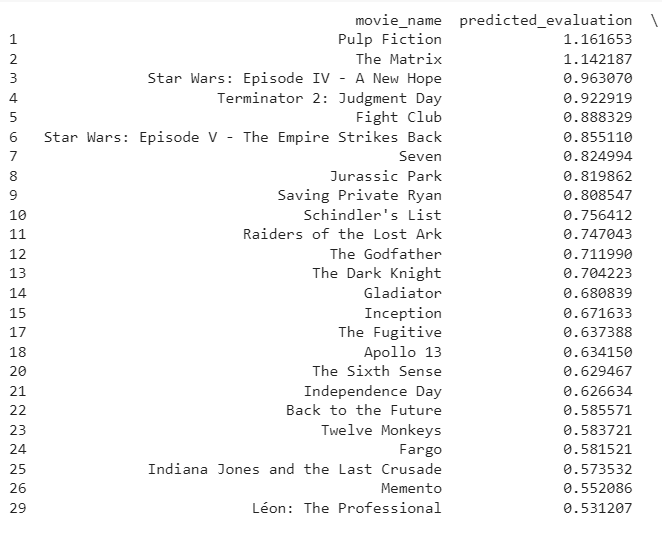 movie_name predicted_evaluation \
1 Pulp Fiction 1.161653
2 The Matrix 1.142187
3 Star Wars: Episode IV - A New Hope 0.963070
4 Terminator 2: Judgment Day 0.922919
5 Fight Club 0.888329
6 Star Wars: Episode V - The Empire Strikes Back 0.855110
7 Seven 0.824994
8 Jurassic Park 0.819862
9 Saving Private Ryan 0.808547
10 Schindler's List 0.756412
11 Raiders of the Lost Ark 0.747043
12 The Godfather 0.711990
13 The Dark Knight 0.704223
14 Gladiator 0.680839
15 Inception 0.671633
17 The Fugitive 0.637388
18 Apollo 13 0.634150
20 The Sixth Sense 0.629467
21 Independence Day 0.626634
22 Back to the Future 0.585571
23 Twelve Monkeys 0.583721
24 Fargo 0.581521
25 Indiana Jones and the Last Crusade 0.573532
26 Memento 0.552086
29 Léon: The Professional 0.531207